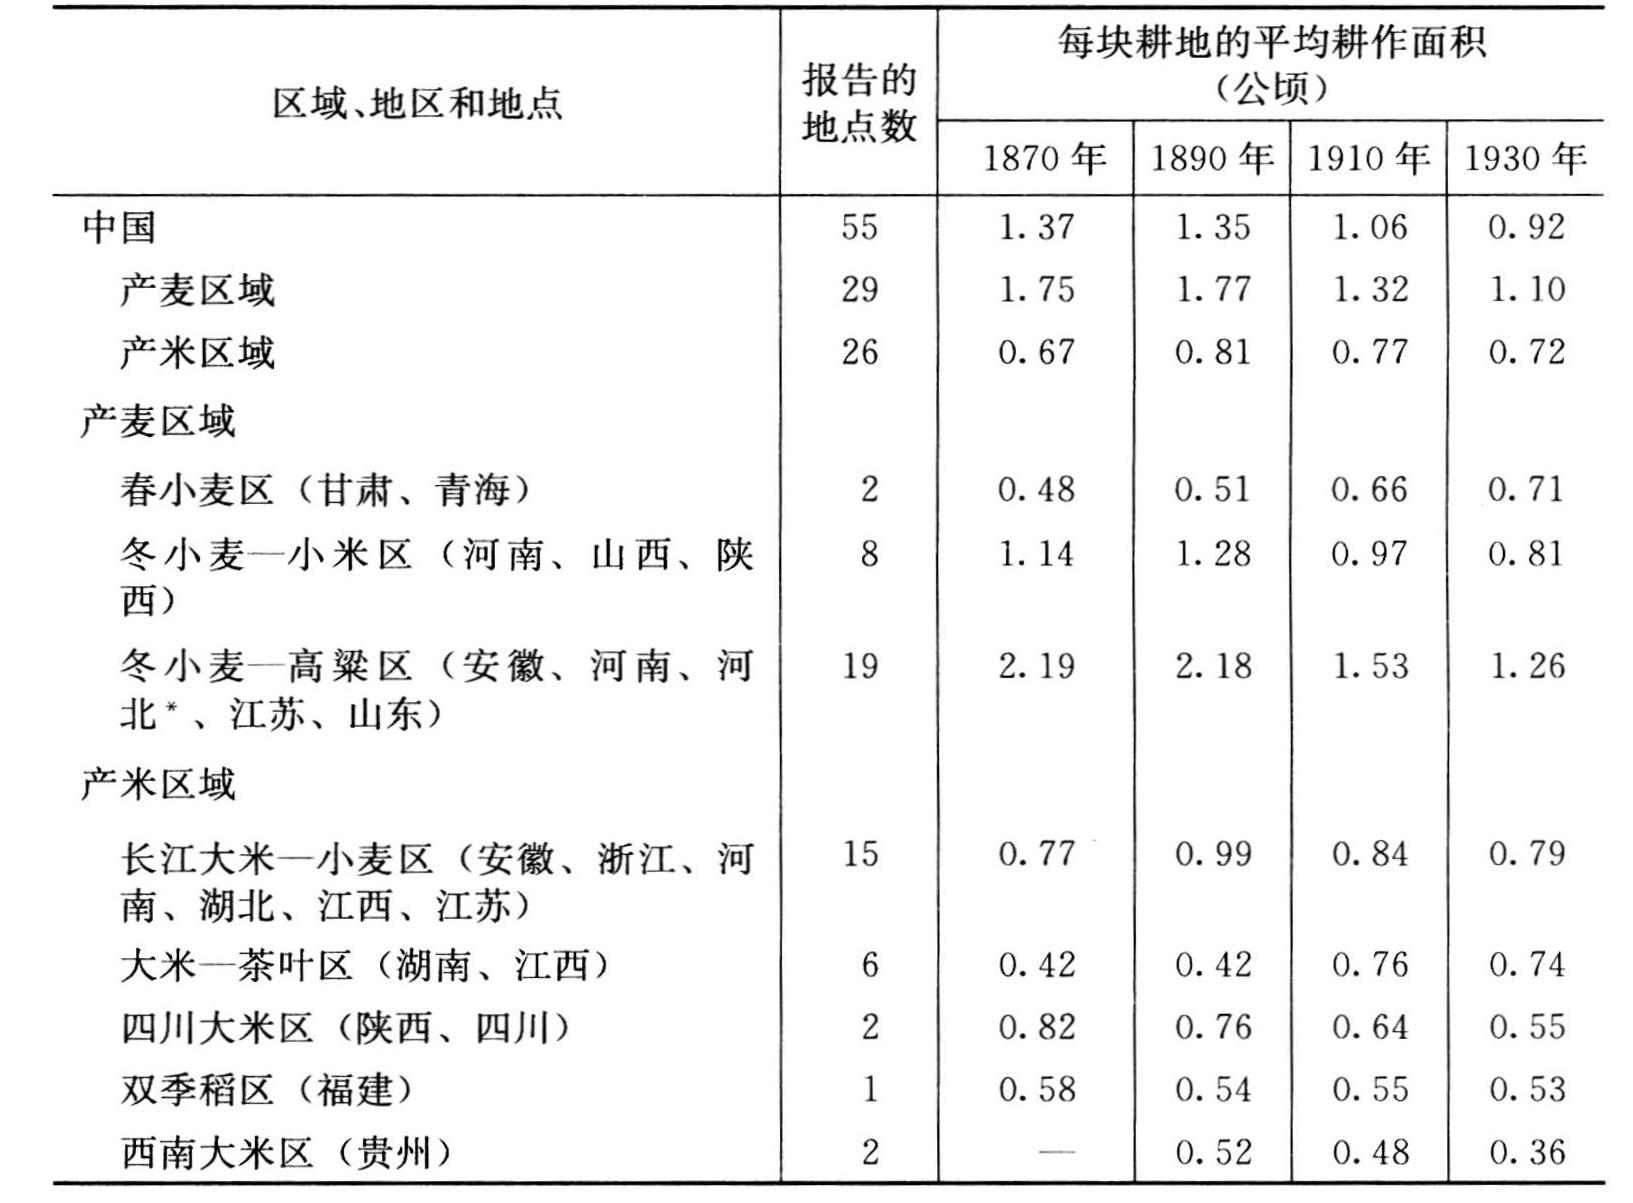 区域、地区和地点 报告的地点数 每块耕地的平均耕作面积（公顷）
1870 年 1890 年 1910 年 1930 年
中国 55 1.37 1.35 1.06 0.92
产麦区域 29 1.75 1.77 1.32 1.10
产米区域 26 0.67 0.81 0.77 0.72
产麦区域
春小麦区（甘肃、青海） 2 0.48 0.51 0.66 0.71
冬小麦—小米区（河南、山西、陕 8 1.14 1.28 0.97 0.81
西）
冬小麦—高粱区（安徽、河南、河 19 2.19 2.18 1.53 1.26
北*、江苏、山东）
产米区域
长江大米—小麦区（安徽、浙江、河 15 0.77 0.99 0.84 0.79
南、湖北、江西、江苏）
大米—茶叶区（湖南、江西） 6 0.42 0.42 0.76 0.74
四川大米区（陕西、四川） 2 0.82 0.76 0.64 0.55
双季稻区（福建） 1 0.58 0.54 0.55 0.53
西南大米区（贵州） 2 — 0.52 0.48 0.36